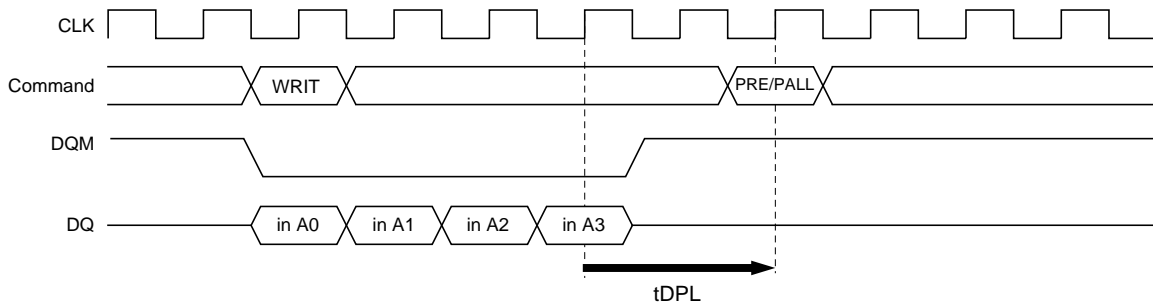 CLK
Command WRIT PRE/PALL
DQM
DQ in A0 in A1 in A2 in A3
tDPL